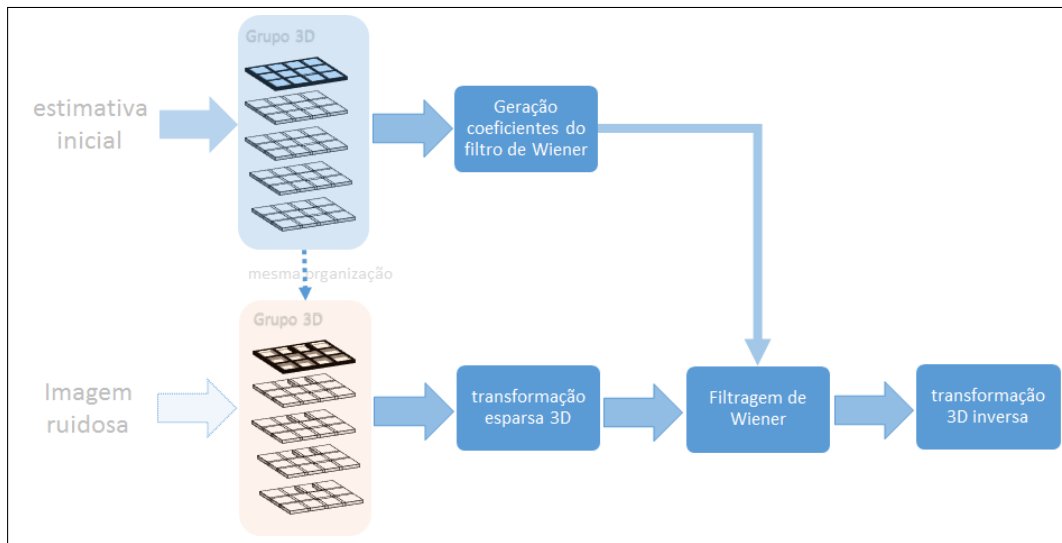 Grupo 3D
estimativa
inicial
Geração
coeficientes do
filtro de Wiener
mesma organização
Grupo 3D
Imagem
ruidosa
transformação
esparsa 3D
Filtragem de
Wiener
transformação
3D inversa